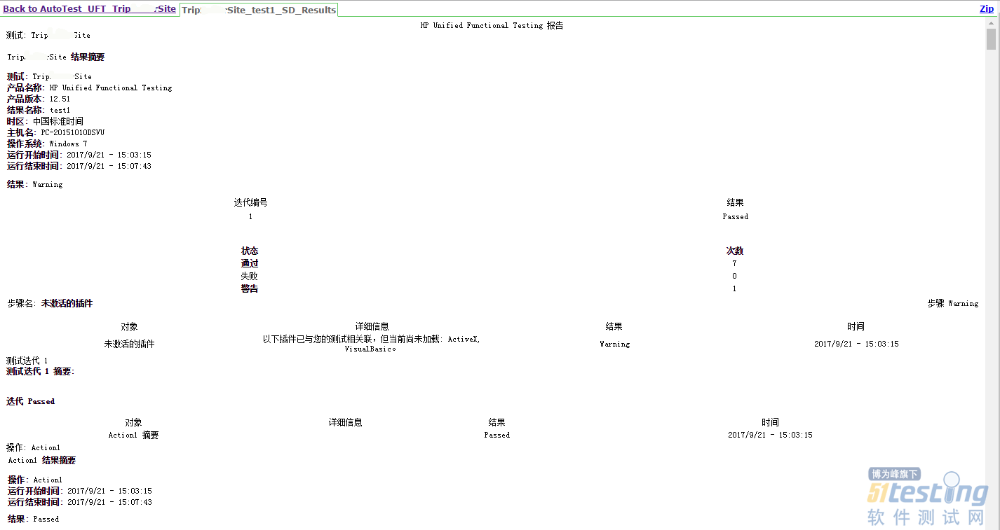 Back to AutoTest_UFT_Trip Site Trip Site_test1_SD_Results Zip
HP Unified Functional Testing 报告
测试: Trip Site
Trip Site 结果摘要
测试: Trip Site
产品名称: HP Unified Functional Testing
产品版本: 12.51
结果名称: test1
时区: 中国标准时间
主机名: PC-20151010DSVU
操作系统: Windows 7
运行开始时间: 2017/9/21 - 15:03:15
运行结束时间: 2017/9/21 - 15:07:43
结果: Warning
迭代编号 结果
1 Passed
状态 次数
通过 7
失败 0
警告 1
步骤名: 未激活的插件 步骤 Warning
对象 详细信息 结果 时间
未激活的插件 以下插件已与您的测试相关联，但当前尚未加载: ActiveX, Warning 2017/9/21 - 15:03:15
VisualBasic。
测试迭代 1
测试迭代 1 摘要:
迭代 Passed
对象 详细信息 结果 时间
Action1 摘要 Passed 2017/9/21 - 15:03:15
操作: Action1
Action1 结果摘要
操作: Action1
运行开始时间: 2017/9/21 - 15:03:15
运行结束时间: 2017/9/21 - 15:07:43
结果: Passed
博为峰旗下
51testing
软件测试网